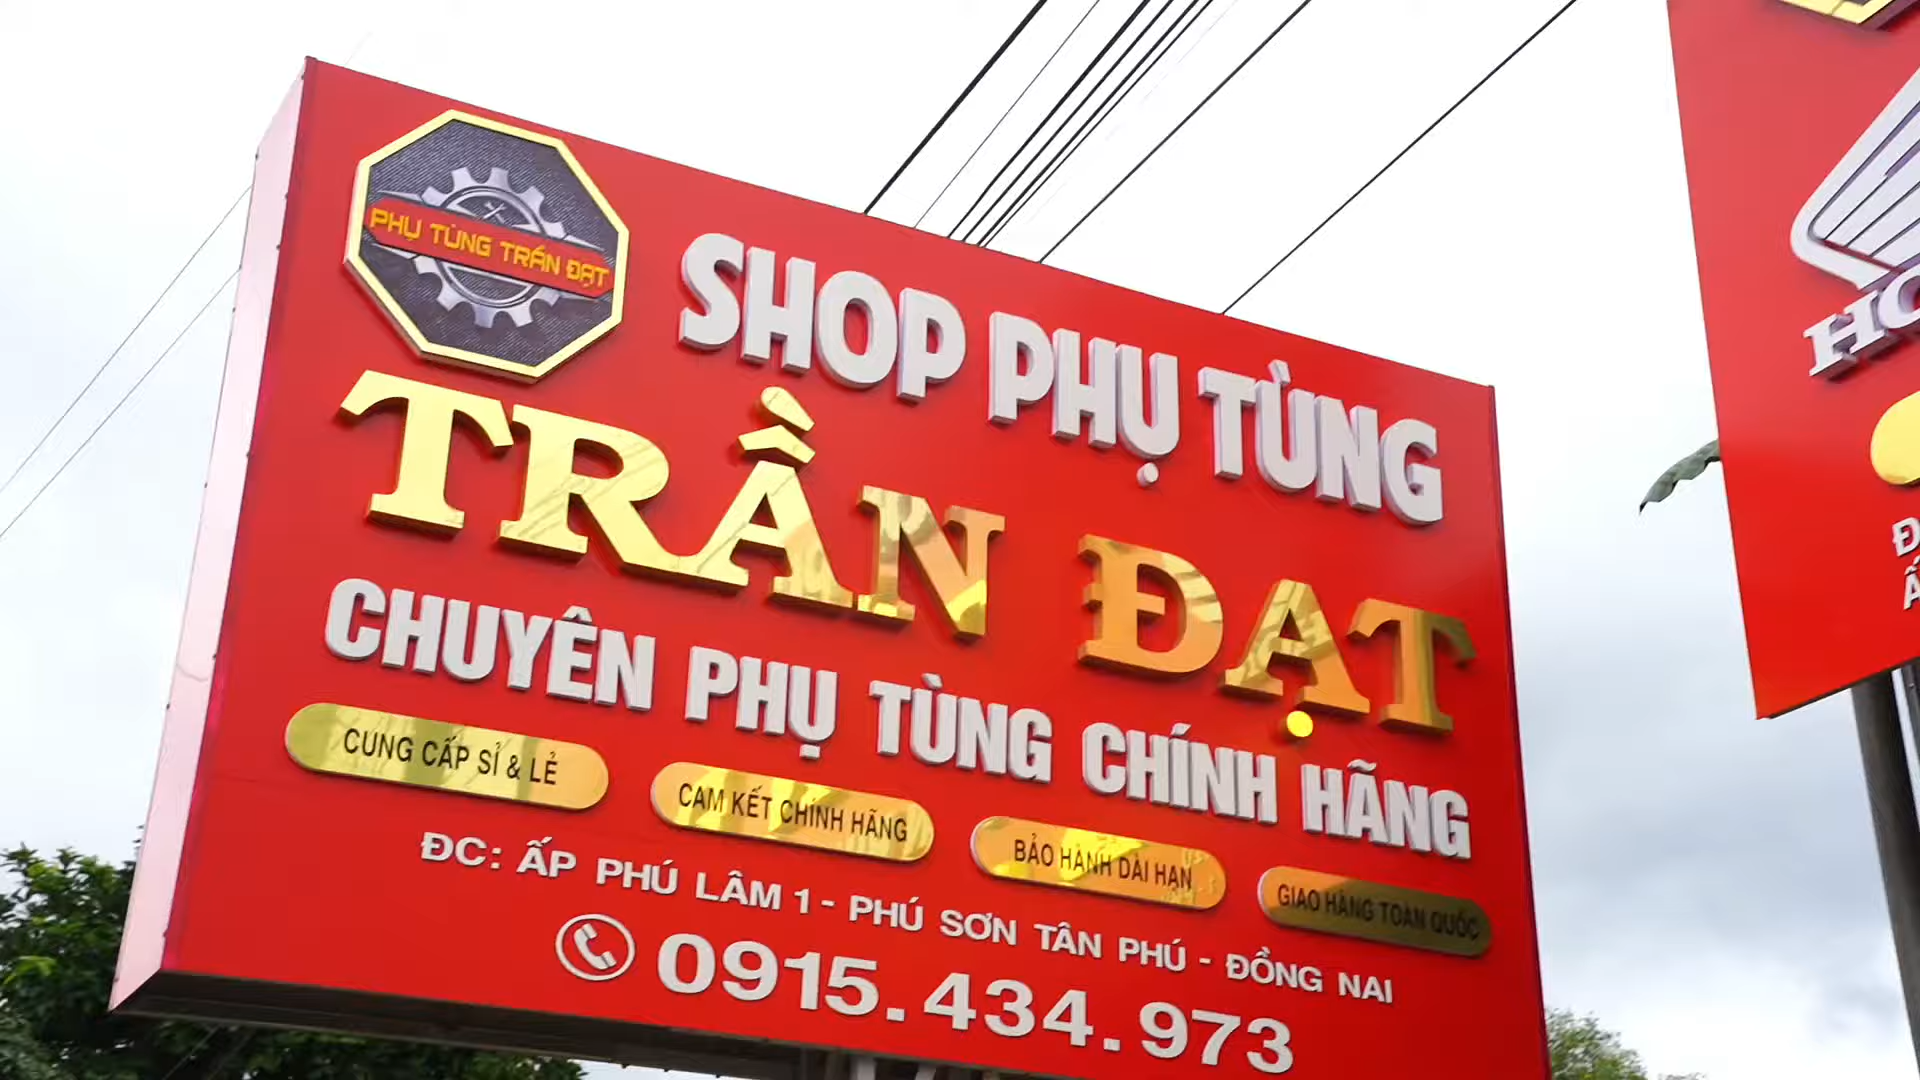 PHỤ TÙNG TRẦN ĐẠT
SHOP PHỤ TÙNG
TRẦN ĐẠT
CHUYÊN PHỤ TÙNG CHÍNH HÃNG
CUNG CẤP SỈ & LẺ
CAM KẾT CHÍNH HÃNG
BẢO HÀNH DÀI HẠN
GIAO HÀNG TOÀN QUỐC
ĐC: ẤP PHÚ LÂM 1 - PHÚ SƠN TÂN PHÚ - ĐỒNG NAI
0915.434.973